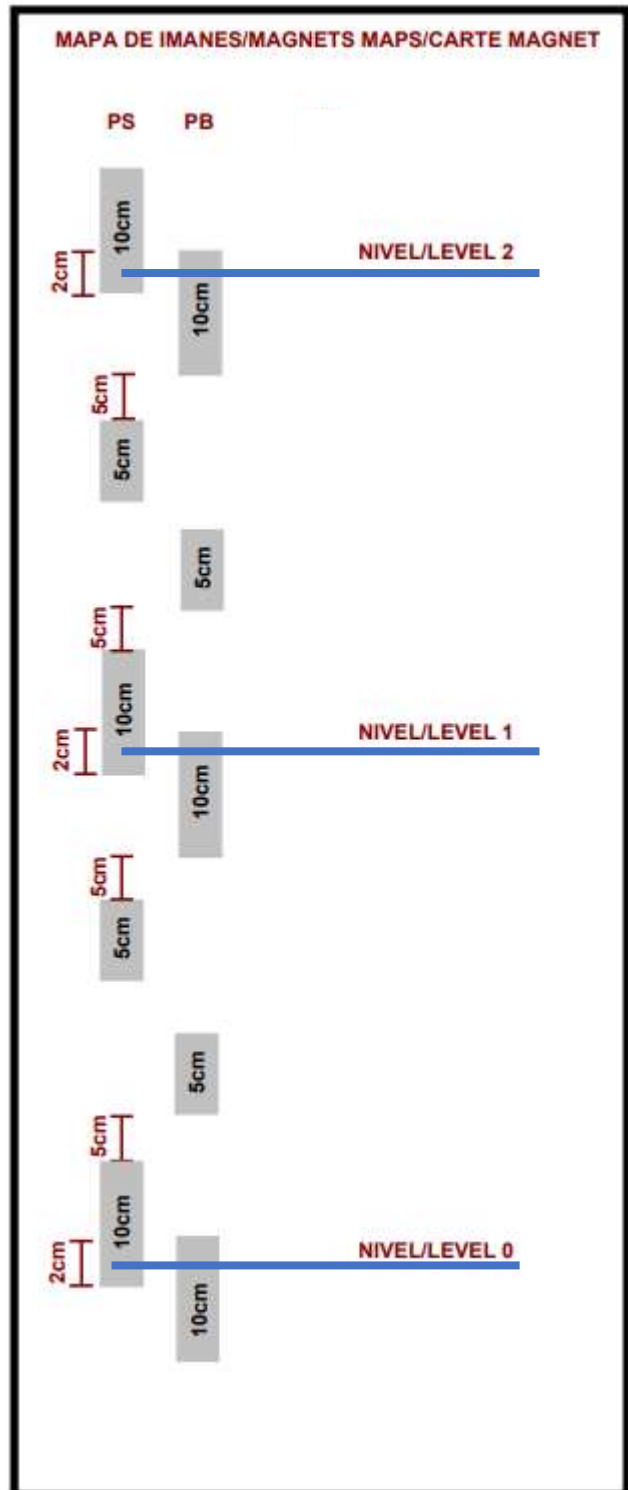 MAPA DE IMANES/MAGNETS MAPS/CARTE MAGNET
PS PB
10cm
NIVEL/LEVEL 2
2cm
10cm
5cm
5cm
5cm
5cm
10cm
NIVEL/LEVEL 1
2cm
10cm
5cm
5cm
5cm
5cm
10cm
NIVEL/LEVEL 0
2cm
10cm